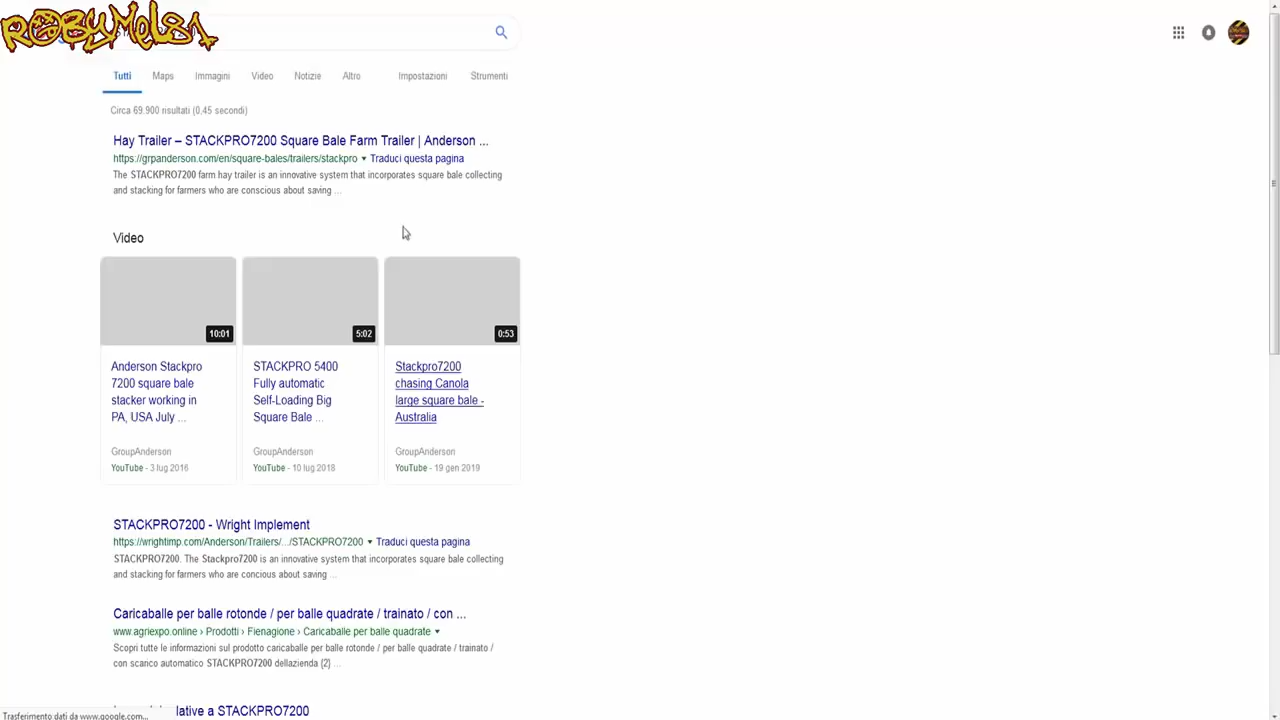 ROBYMEL81
Tutti Maps Immagini Video Notizie Altro Impostazioni Strumenti
Circa 69.900 risultati (0,45 secondi)
Hay Trailer – STACKPRO7200 Square Bale Farm Trailer | Anderson ...
https://grpanderson.com/en/square-bales/trailers/stackpro ▼ Traduci questa pagina
The STACKPRO7200 farm hay trailer is an innovative system that incorporates square bale collecting
and stacking for farmers who are conscious about saving ...
Video
10:01
5:02
0:53
Anderson Stackpro
7200 square bale
stacker working in
PA, USA July ...
GroupAnderson
YouTube - 3 lug 2016
STACKPRO 5400
Fully automatic
Self-Loading Big
Square Bale ...
GroupAnderson
YouTube - 10 lug 2018
Stackpro7200
chasing Canola
large square bale -
Australia
GroupAnderson
YouTube - 19 gen 2019
STACKPRO7200 - Wright Implement
https://wrightimp.com/Anderson/Trailers/.../STACKPRO7200 ▼ Traduci questa pagina
STACKPRO7200. The Stackpro7200 is an innovative system that incorporates square bale collecting
and stacking for farmers who are concious about saving ...
Caricaballe per balle rotonde / per balle quadrate / trainato / con ...
www.agriexpo.online › Prodotti › Fienagione › Caricaballe per balle quadrate ▼
Scopri tutte le informazioni sul prodotto caricaballe per balle rotonde / per balle quadrate / trainato /
con scarico automatico STACKPRO7200 dellazienda {2} ...
lative a STACKPRO7200
Trasferimento dati da www.google.com...